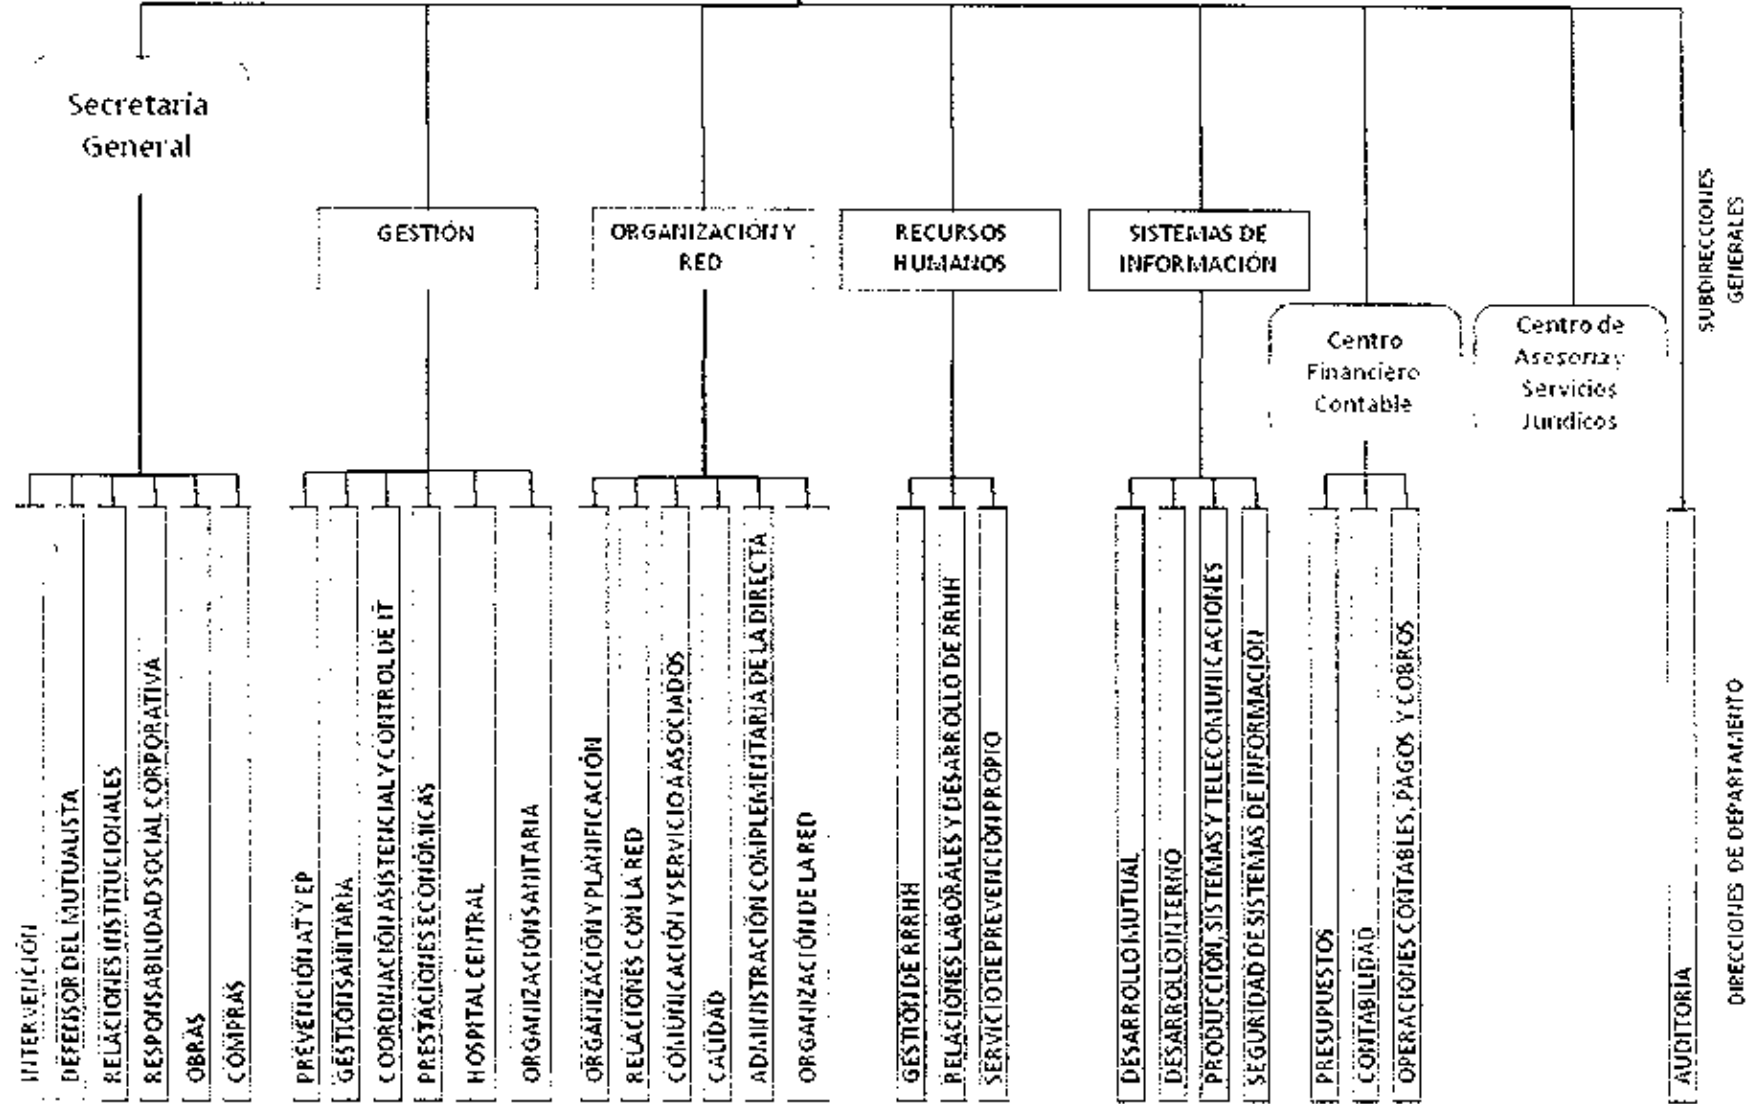 Secretaría
General
GESTIÓN
ORGANIZACIÓN Y
RED
RECURSOS
HUMANOS
SISTEMAS DE
INFORMACIÓN
Centro
Financiero
Contable
Centro de
Asesoría y
Servicios
Jurídicos
SUBDIRECCIONES
GENERALES
INTERVENCIÓN
DEFENSOR DEL MUTUALISTA
RELACIONES INSTITUCIONALES
RESPONSABILIDAD SOCIAL CORPORATIVA
OBRAS
COMPRAS
PREVENCIÓN AT Y EP
GESTIÓN SANITARIA
COORDINACIÓN ASISTENCIAL Y CONTROL DE IT
PRESTACIONES ECONÓMICAS
HOSPITAL CENTRAL
ORGANIZACIÓN SANITARIA
ORGANIZACIÓN Y PLANIFICACIÓN
RELACIONES CON LA RED
COMUNICACIÓN Y SERVICIO A ASOCIADOS
CALIDAD
ADMINISTRACIÓN COMPLEMENTARIA DE LA DIRECTA
ORGANIZACIÓN DE LA RED
GESTIÓN DE RRHH
RELACIONES LABORALES Y DESARROLLO DE RRHH
SERVICIO DE PREVENCIÓN PROPIO
DESARROLLO MUTUAL
DESARROLLO INTERNO
PRODUCCIÓN, SISTEMAS Y TELECOMUNICACIONES
SEGURIDAD DE SISTEMAS DE INFORMACION
PRESUPUESTOS
CONTABILIDAD
OPERACIONES CONTABLES, PAGOS Y COBROS
AUDITORÍA
DIRECCIONES DE DEPARTAMENTO